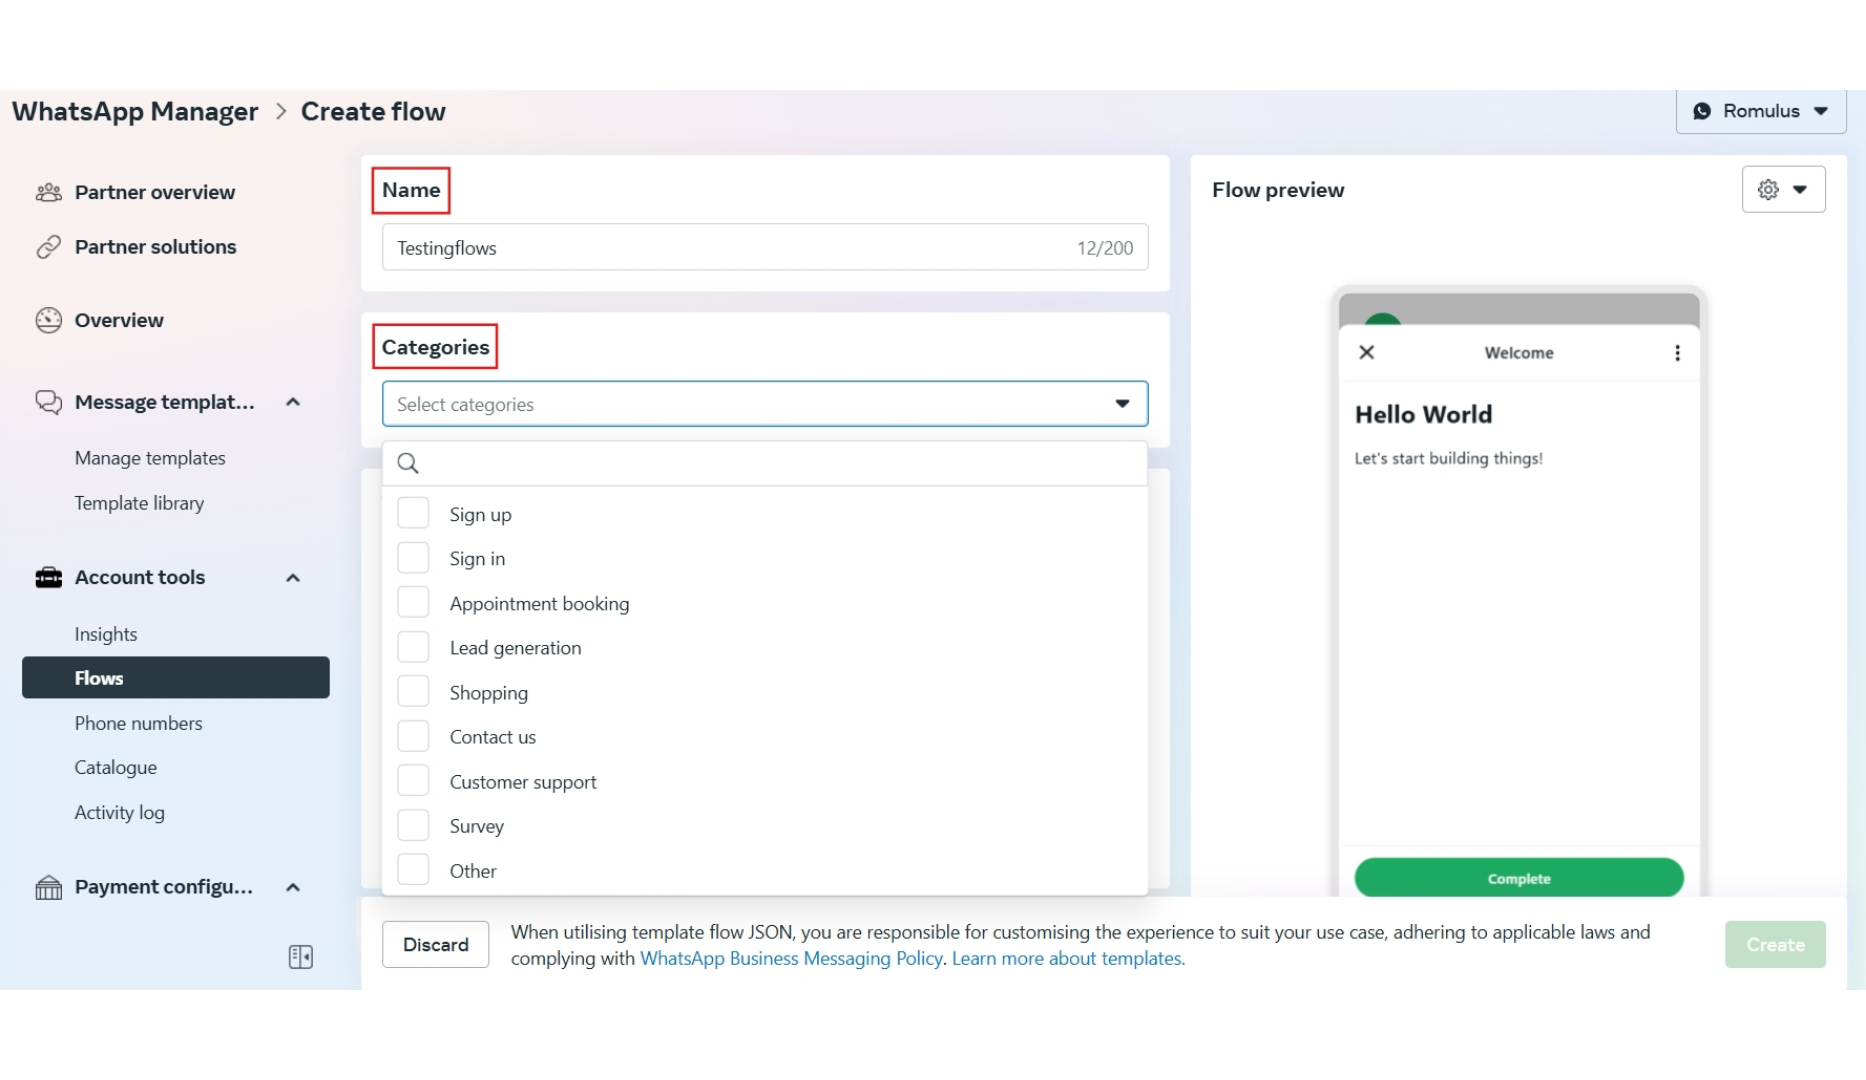 WhatsApp Manager > Create flow
Romulus
Partner overview
Partner solutions
Overview
Message templat...
Manage templates
Template library
Account tools
Insights
Flows
Phone numbers
Catalogue
Activity log
Payment configu...
Name
Testingflows 12/200
Categories
Select categories
Sign up
Sign in
Appointment booking
Lead generation
Shopping
Contact us
Customer support
Survey
Other
Flow preview
Welcome
Hello World
Let's start building things!
Complete
Discard
When utilising template flow JSON, you are responsible for customising the experience to suit your use case, adhering to applicable laws and
complying with WhatsApp Business Messaging Policy. Learn more about templates.
Create